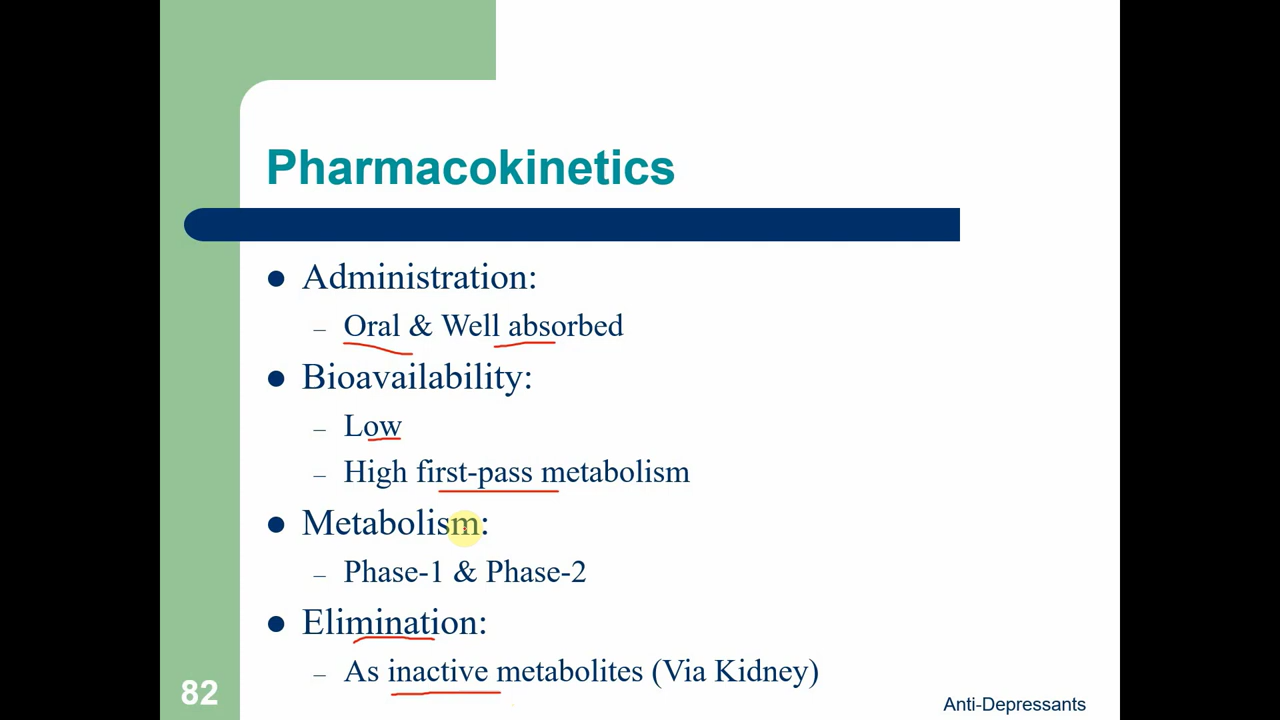 Pharmacokinetics
● Administration:
– Oral & Well absorbed
● Bioavailability:
– Low
– High first-pass metabolism
● Metabolism:
– Phase-1 & Phase-2
● Elimination:
– As inactive metabolites (Via Kidney)
82
Anti-Depressants